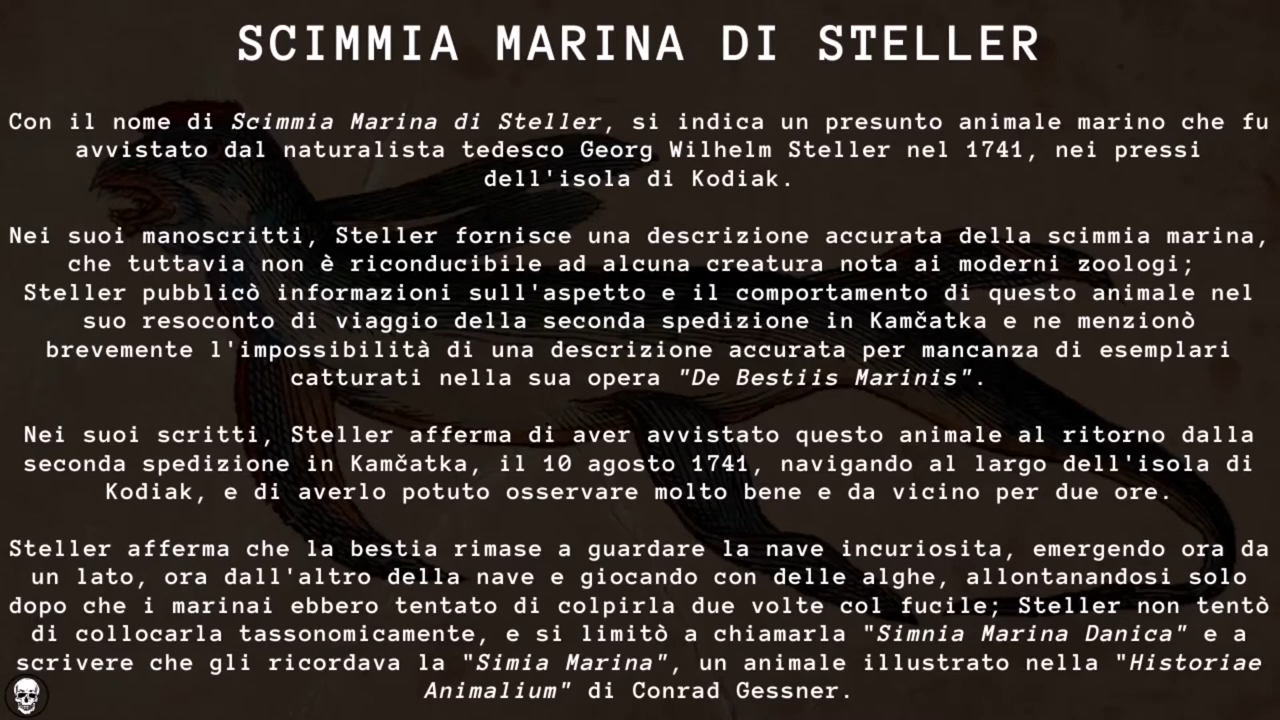 SCIMMIA MARINA DI STELLER
Con il nome di Scimmia Marina di Steller, si indica un presunto animale marino che fu
avvistato dal naturalista tedesco Georg Wilhelm Steller nel 1741, nei pressi
dell'isola di Kodiak.
Nei suoi manoscritti, Steller fornisce una descrizione accurata della scimmia marina,
che tuttavia non è riconducibile ad alcuna creatura nota ai moderni zoologi;
Steller pubblicò informazioni sull'aspetto e il comportamento di questo animale nel
suo resoconto di viaggio della seconda spedizione in Kamčatka e ne menzionò
brevemente l'impossibilità di una descrizione accurata per mancanza di esemplari
catturati nella sua opera "De Bestiis Marinis".
Nei suoi scritti, Steller afferma di aver avvistato questo animale al ritorno dalla
seconda spedizione in Kamčatka, il 10 agosto 1741, navigando al largo dell'isola di
Kodiak, e di averlo potuto osservare molto bene e da vicino per due ore.
Steller afferma che la bestia rimase a guardare la nave incuriosita, emergendo ora da
un lato, ora dall'altro della nave e giocando con delle alghe, allontanandosi solo
dopo che i marinai ebbero tentato di colpirla due volte col fucile; Steller non tentò
di collocarla tassonomicamente, e si limitò a chiamarla "Simnia Marina Danica" e a
scrivere che gli ricordava la "Simia Marina", un animale illustrato nella "Historiae
Animalium" di Conrad Gessner.